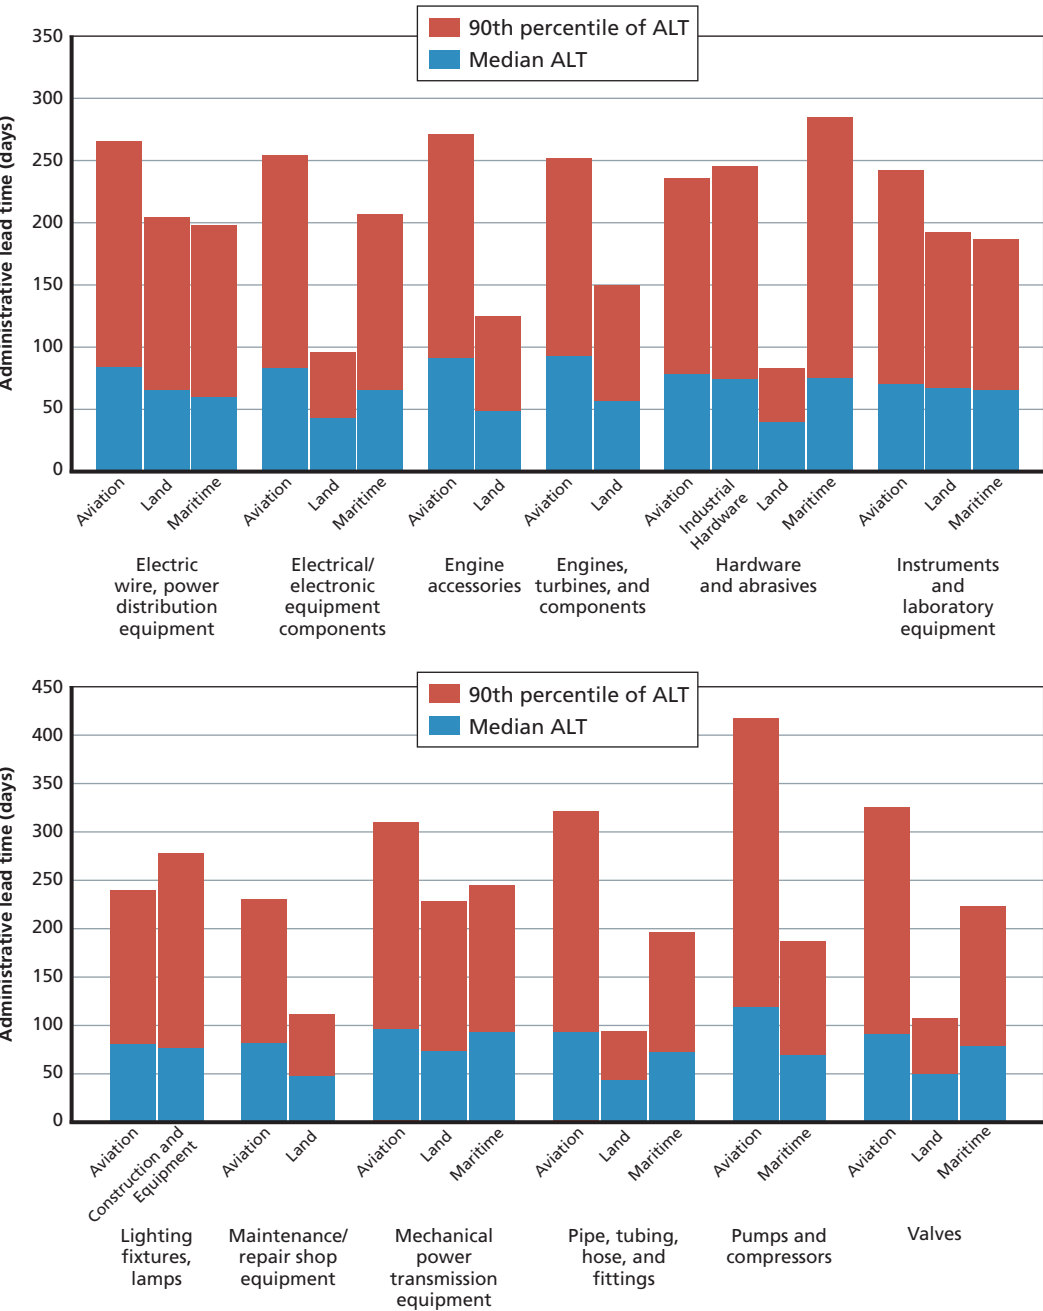 90th percentile of ALT
Median ALT
Administrative lead time (days)
350
300
250
200
150
100
50
0
Aviation
Land
Maritime
Aviation
Land
Maritime
Aviation
Land
Aviation
Land
Aviation
Industrial
Hardware
Land
Maritime
Aviation
Land
Maritime
Electric
wire, power
distribution
equipment
Electrical/
electronic
equipment
components
Engine
accessories
Engines,
turbines, and
components
Hardware
and abrasives
Instruments
and
laboratory
equipment
90th percentile of ALT
Median ALT
Administrative lead time (days)
450
400
350
300
250
200
150
100
50
0
Aviation
Construction and
Equipment
Aviation
Land
Aviation
Land
Maritime
Aviation
Land
Maritime
Aviation
Maritime
Aviation
Land
Maritime
Lighting
fixtures,
lamps
Maintenance/
repair shop
equipment
Mechanical
power
transmission
equipment
Pipe, tubing,
hose, and
fittings
Pumps and
compressors
Valves